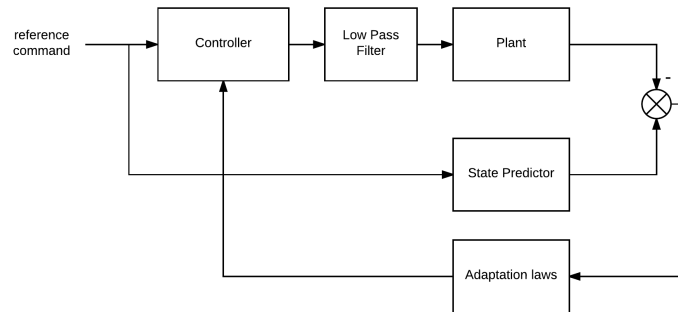 reference
command
Controller
Low Pass
Filter
Plant
-
State Predictor
Adaptation laws